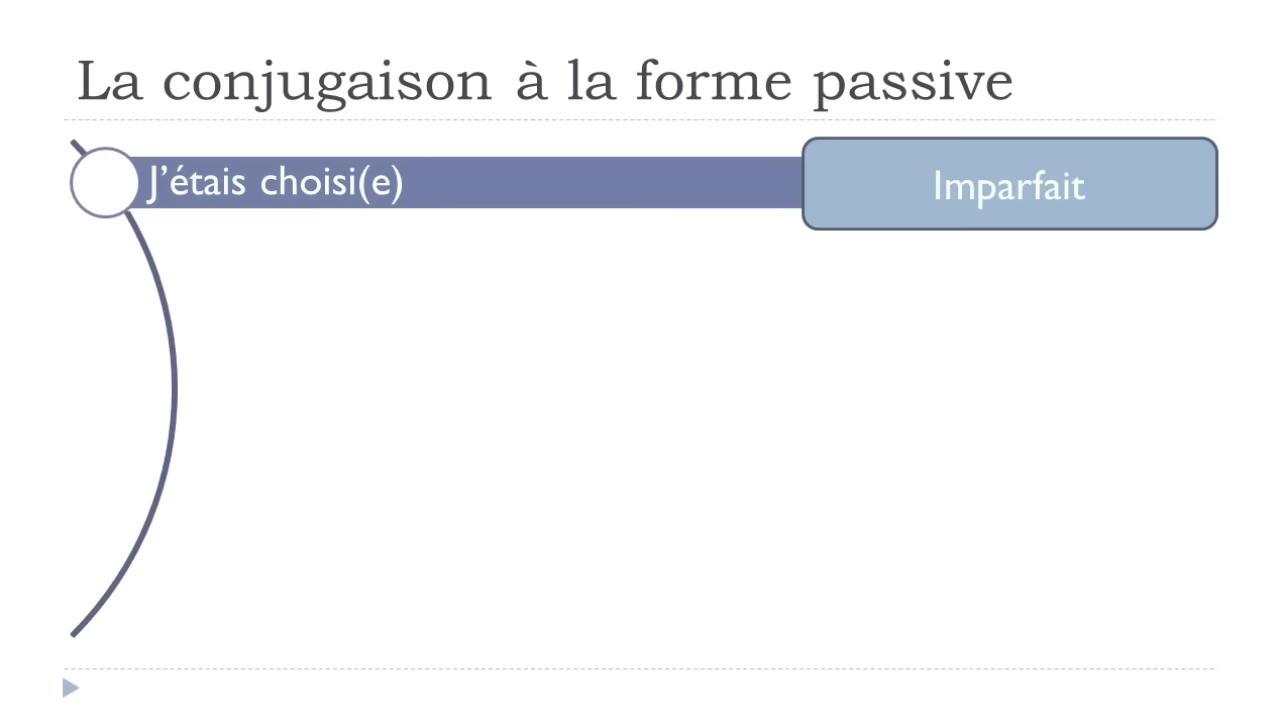 La conjugaison à la forme passive
J’étais choisi(e)
Imparfait